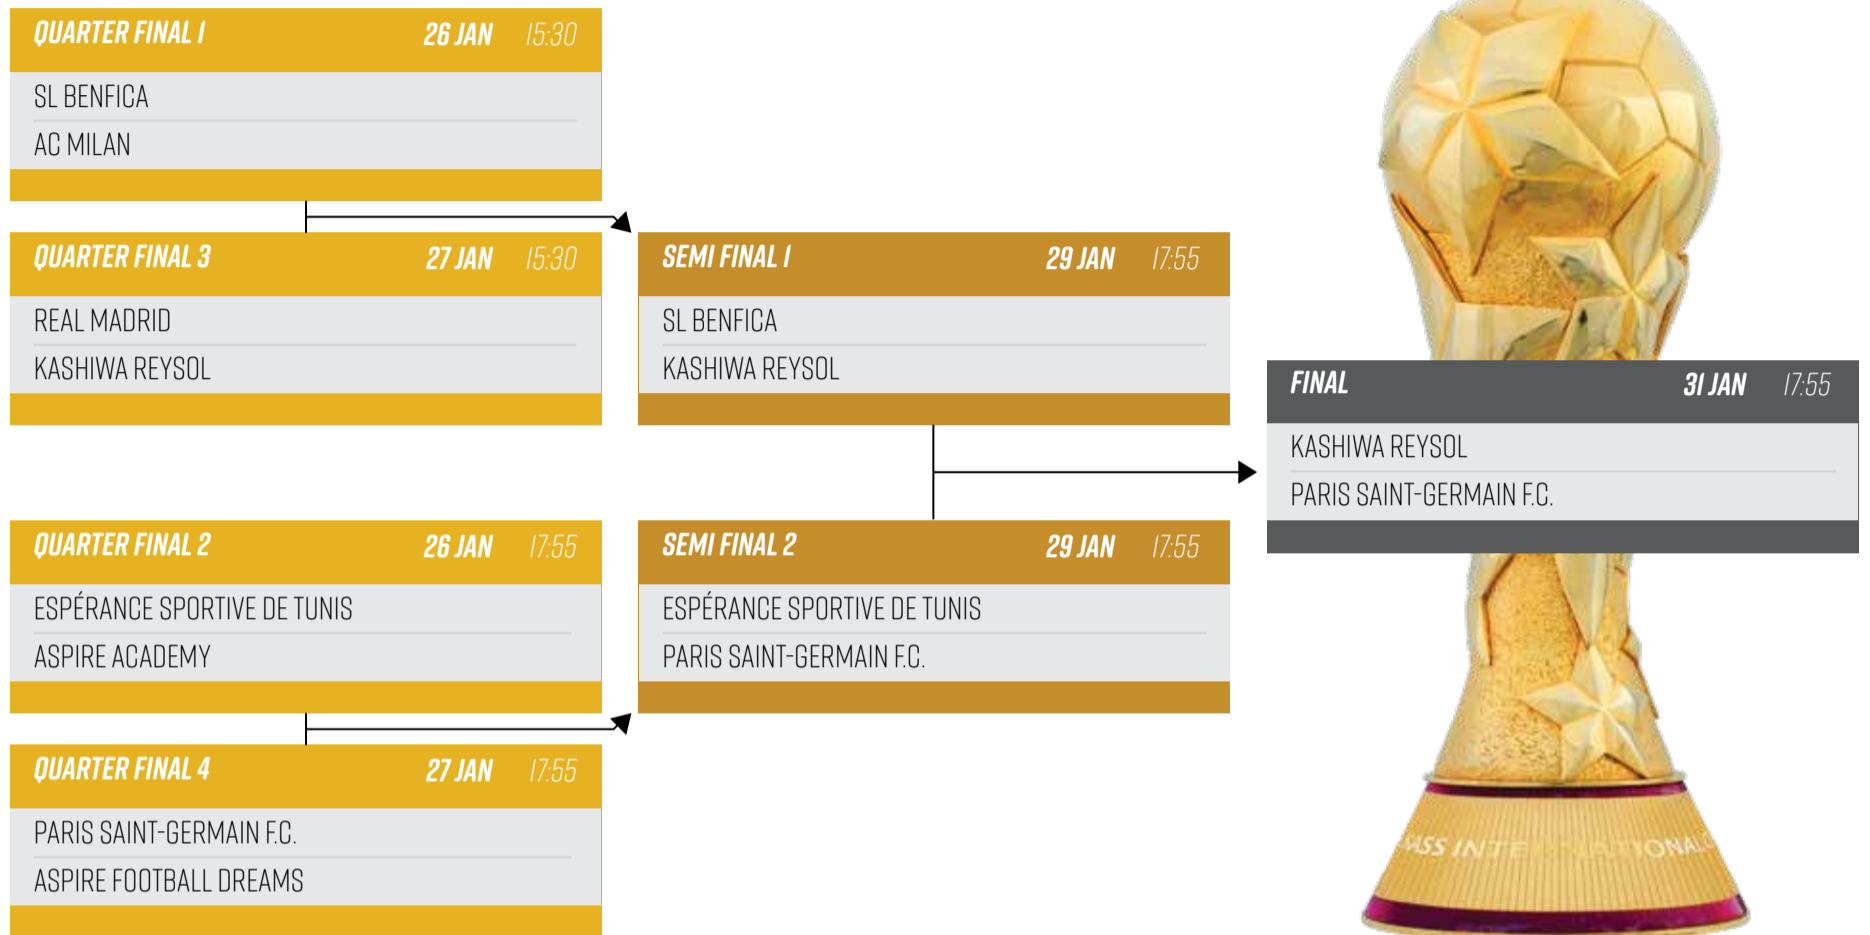 QUARTER FINAL 1 26 JAN 15:30
SL BENFICA
AC MILAN
QUARTER FINAL 3 27 JAN 15:30
REAL MADRID
KASHIWA REYSOL
QUARTER FINAL 2 26 JAN 17:55
ESPÉRANCE SPORTIVE DE TUNIS
ASPIRE ACADEMY
QUARTER FINAL 4 27 JAN 17:55
PARIS SAINT-GERMAIN F.C.
ASPIRE FOOTBALL DREAMS
SEMI FINAL 1 29 JAN 17:55
SL BENFICA
KASHIWA REYSOL
SEMI FINAL 2 29 JAN 17:55
ESPÉRANCE SPORTIVE DE TUNIS
PARIS SAINT-GERMAIN F.C.
FINAL 31 JAN 17:55
KASHIWA REYSOL
PARIS SAINT-GERMAIN F.C.